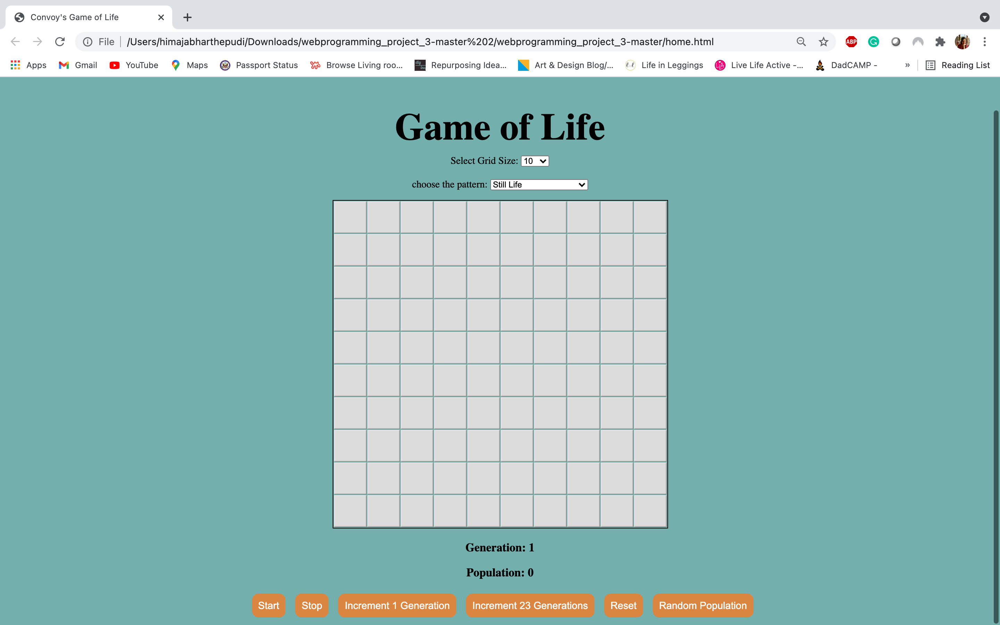 Convoy's Game of Life
File /Users/himajabharthepudi/Downloads/webprogramming_project_3-master%202/webprogramming_project_3-master/home.html ABP
Apps Gmail YouTube Maps Passport Status Browse Living roo... Repurposing Idea... Art & Design Blog/... Life in Leggings Live Life Active -... DadCAMP - » Reading List
Game of Life
Select Grid Size: 10
choose the pattern: Still Life
Generation: 1
Population: 0
Start Stop Increment 1 Generation Increment 23 Generations Reset Random Population